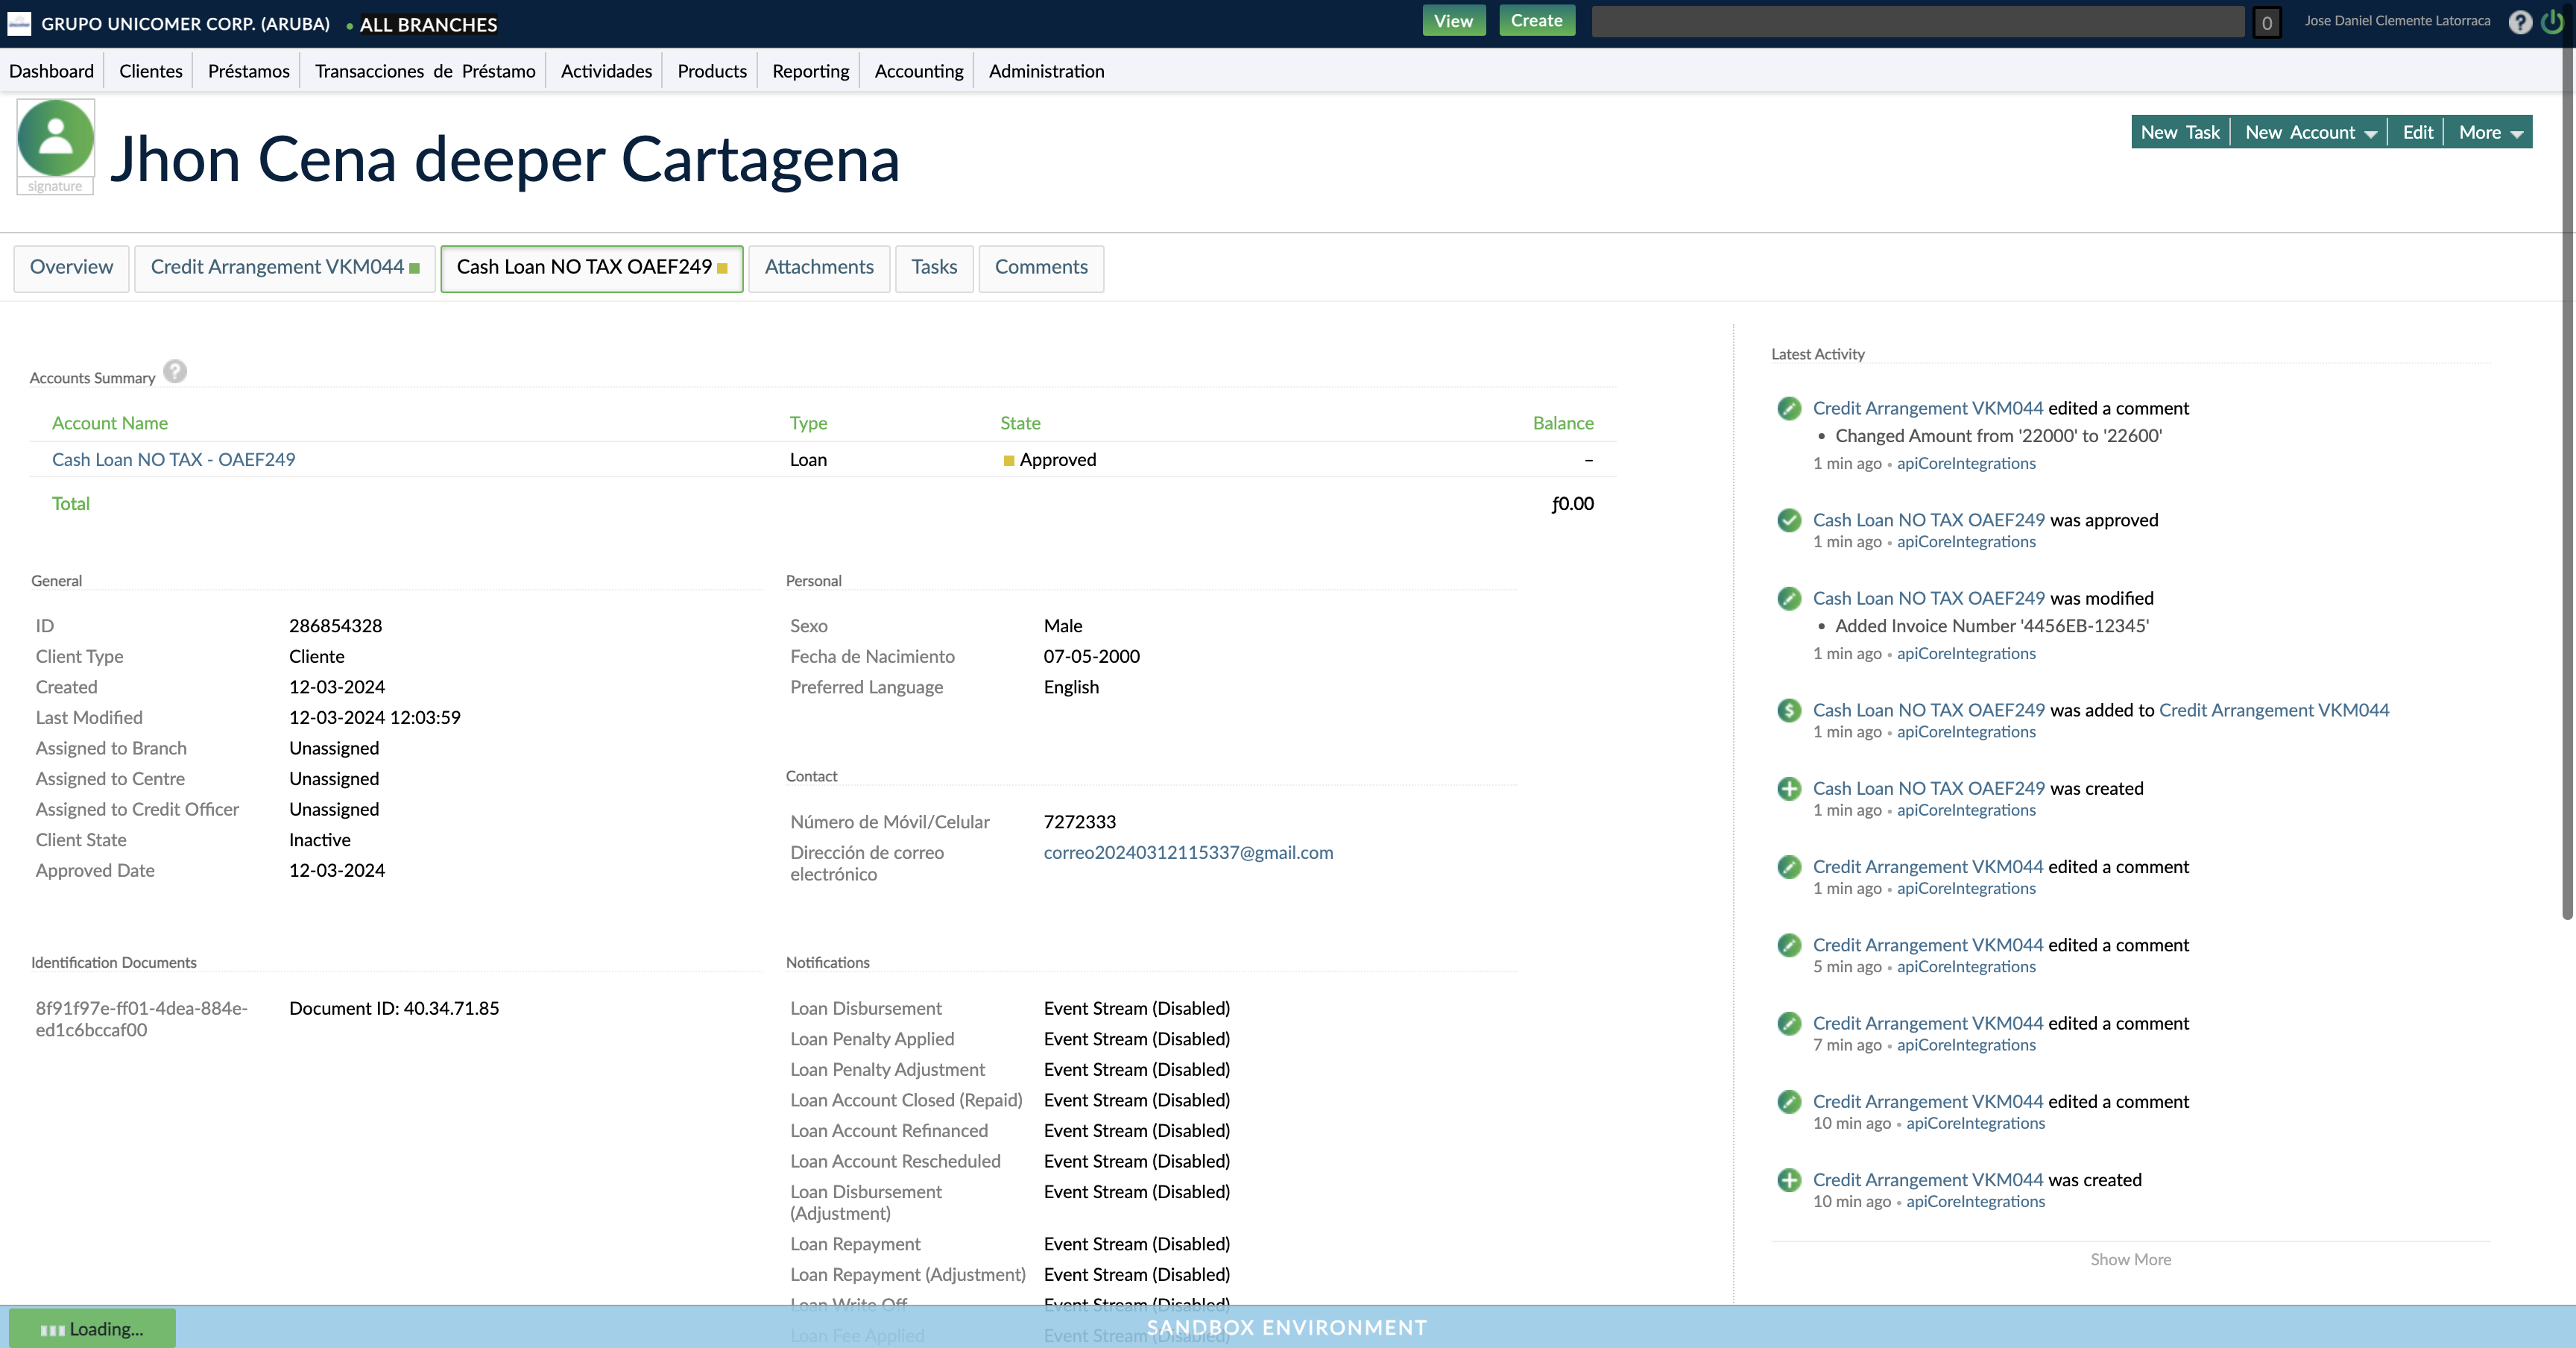 GRUPO UNICOMER CORP. (ARUBA) • ALL BRANCHES View Create 0 Jose Daniel Clemente Latorraca ?
Dashboard Clientes Préstamos Transacciones de Préstamo Actividades Products Reporting Accounting Administration
signature
Jhon Cena deeper Cartagena
New Task New Account Edit More
Overview Credit Arrangement VKM044 Cash Loan NO TAX OAEF249 Attachments Tasks Comments
Accounts Summary ?
Account Name Type State Balance
Cash Loan NO TAX - OAEF249 Loan Approved –
Total ƒ0.00
General
ID 286854328
Client Type Cliente
Created 12-03-2024
Last Modified 12-03-2024 12:03:59
Assigned to Branch Unassigned
Assigned to Centre Unassigned
Assigned to Credit Officer Unassigned
Client State Inactive
Approved Date 12-03-2024
Identification Documents
8f91f97e-ff01-4dea-884e- Document ID: 40.34.71.85
ed1c6bccaf00
Personal
Sexo Male
Fecha de Nacimiento 07-05-2000
Preferred Language English
Contact
Número de Móvil/Celular 7272333
Dirección de correo correo20240312115337@gmail.com
electrónico
Notifications
Loan Disbursement Event Stream (Disabled)
Loan Penalty Applied Event Stream (Disabled)
Loan Penalty Adjustment Event Stream (Disabled)
Loan Account Closed (Repaid) Event Stream (Disabled)
Loan Account Refinanced Event Stream (Disabled)
Loan Account Rescheduled Event Stream (Disabled)
Loan Disbursement Event Stream (Disabled)
(Adjustment)
Loan Repayment Event Stream (Disabled)
Loan Repayment (Adjustment) Event Stream (Disabled)
Loan Write Off Event Stream (Disabled)
Loan Fee Applied Event Stream (Disabled)
Latest Activity
Credit Arrangement VKM044 edited a comment
• Changed Amount from '22000' to '22600'
1 min ago • apiCoreIntegrations
Cash Loan NO TAX OAEF249 was approved
1 min ago • apiCoreIntegrations
Cash Loan NO TAX OAEF249 was modified
• Added Invoice Number '4456EB-12345'
1 min ago • apiCoreIntegrations
Cash Loan NO TAX OAEF249 was added to Credit Arrangement VKM044
1 min ago • apiCoreIntegrations
Cash Loan NO TAX OAEF249 was created
1 min ago • apiCoreIntegrations
Credit Arrangement VKM044 edited a comment
1 min ago • apiCoreIntegrations
Credit Arrangement VKM044 edited a comment
5 min ago • apiCoreIntegrations
Credit Arrangement VKM044 edited a comment
7 min ago • apiCoreIntegrations
Credit Arrangement VKM044 edited a comment
10 min ago • apiCoreIntegrations
Credit Arrangement VKM044 was created
10 min ago • apiCoreIntegrations
Show More
Loading...
SANDBOX ENVIRONMENT